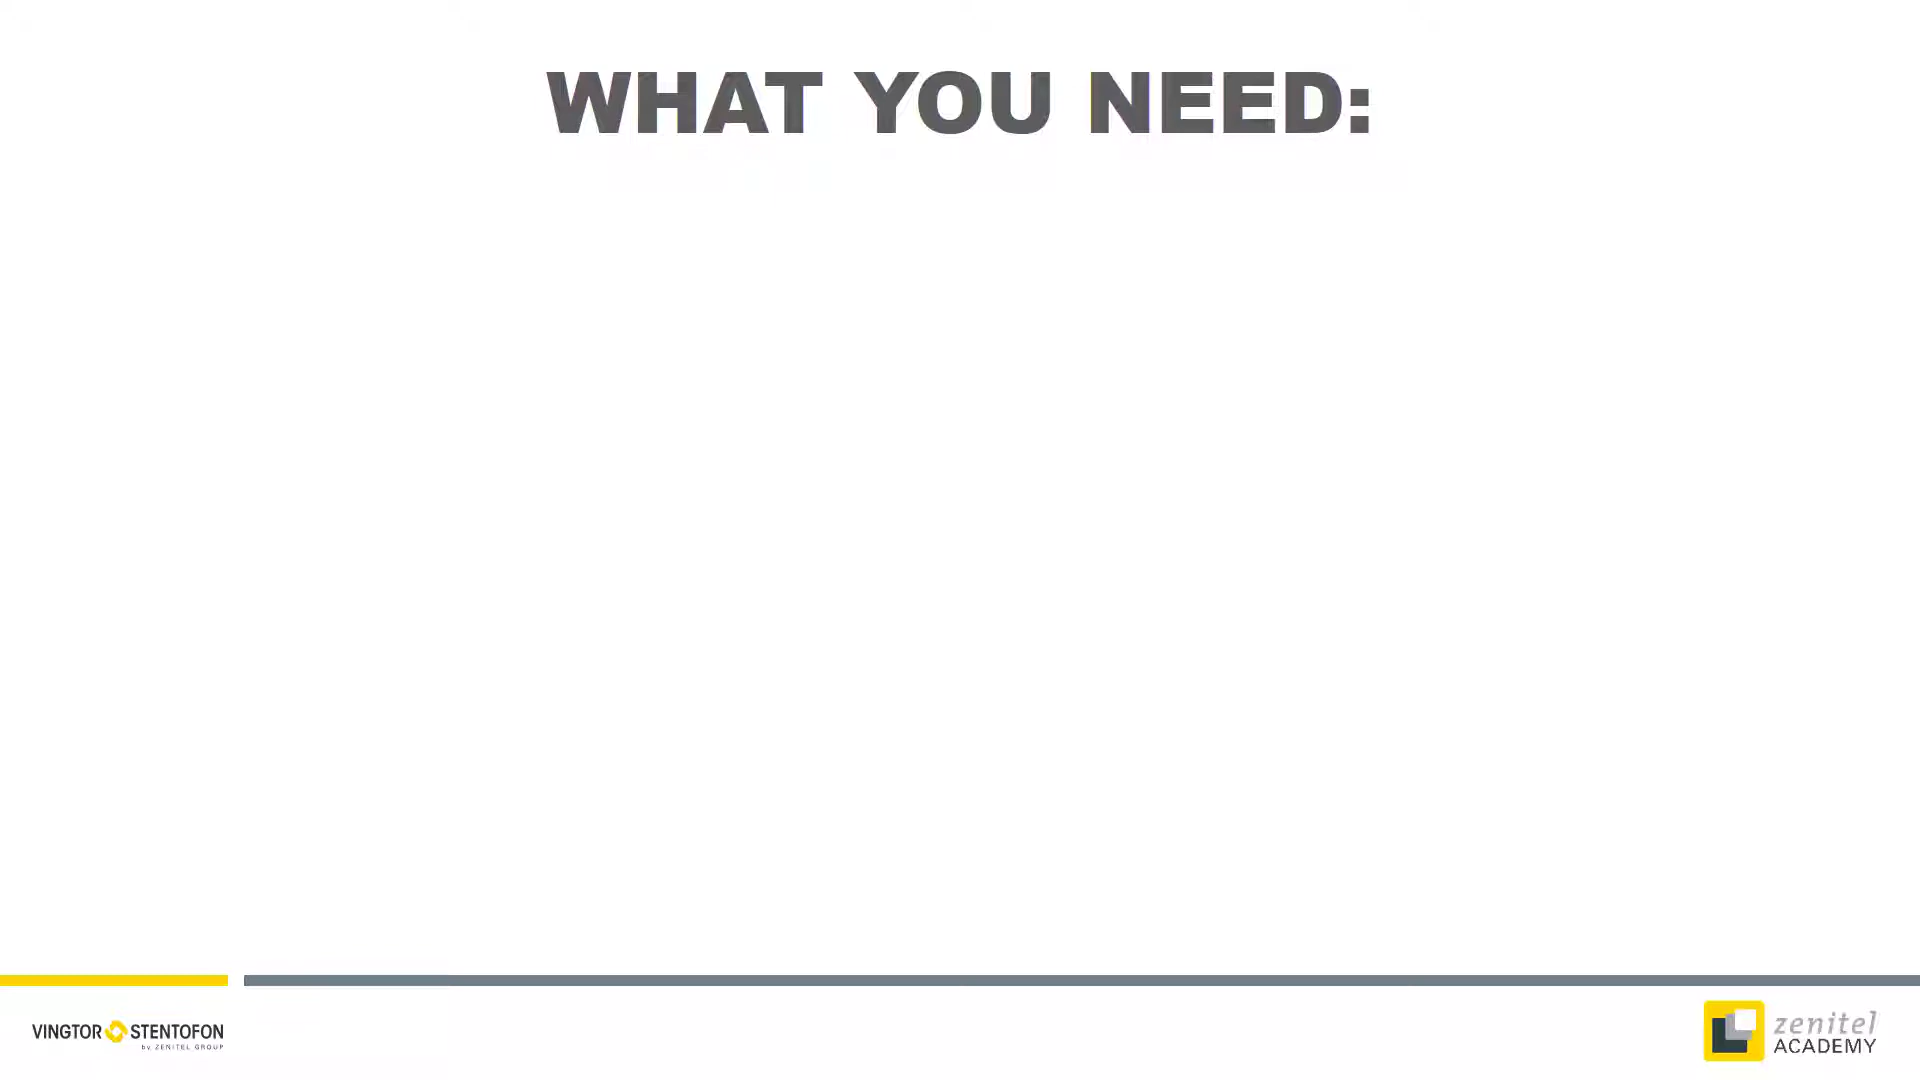 WHAT YOU NEED:
VINGTOR STENTOFON
by ZENITEL GROUP
zenitel
ACADEMY